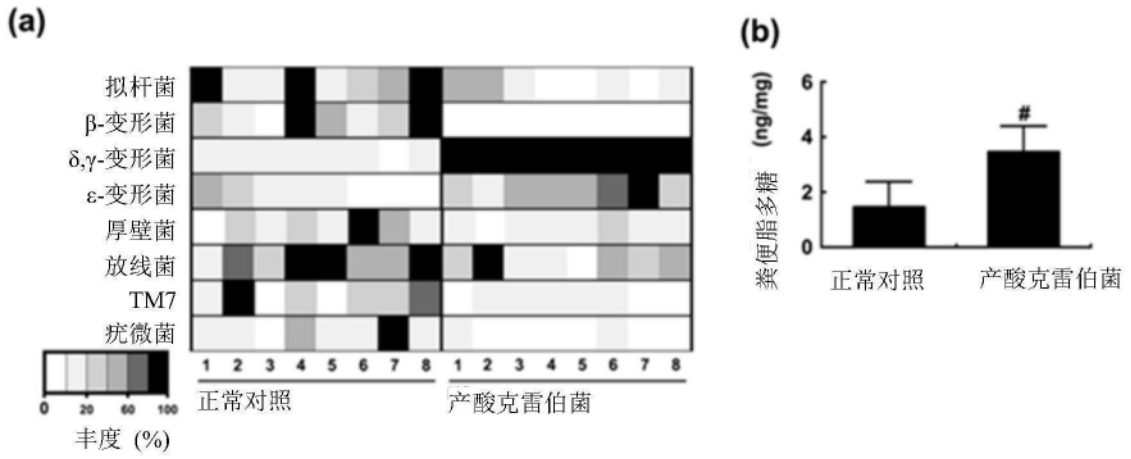 (a)
拟杆菌
β-变形菌
δ,γ-变形菌
ε-变形菌
厚壁菌
放线菌
TM7
疣微菌
1 2 3 4 5 6 7 8 1 2 3 4 5 6 7 8
正常对照 产酸克雷伯菌
0 20 60 100
丰度 (%)
(b)
粪便脂多糖 (ng/mg)
6
4
2
0
#
正常对照 产酸克雷伯菌